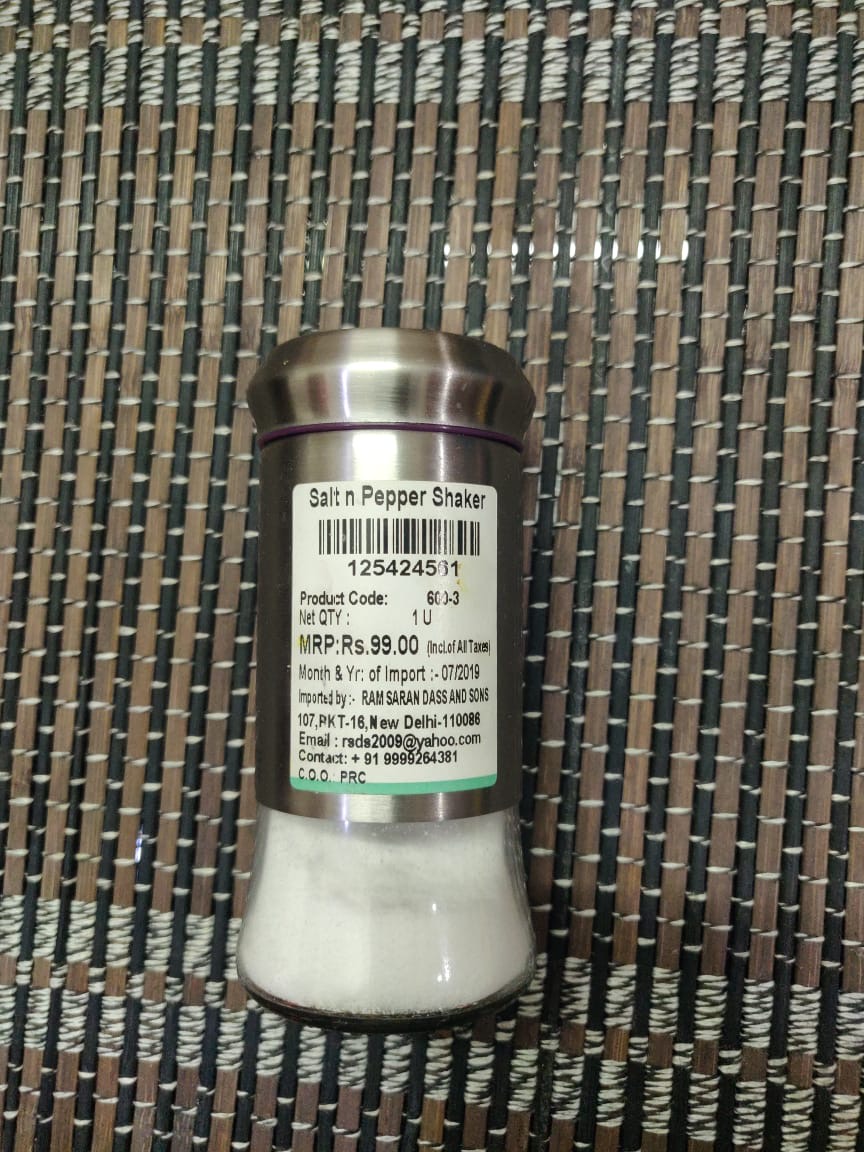 Salt n Pepper Shaker
125424561
Product Code: 600-3
Net QTY : 1 U
MRP:Rs.99.00 (Incl.of All Taxes)
Month & Yr: of Import :- 07/2019
Imported by :- RAM SARAN DASS AND SONS
107,PKT-16,New Delhi-110086
Email : rsds2009@yahoo.com
Contact: + 91 9999264381
C.O.O.: PRC